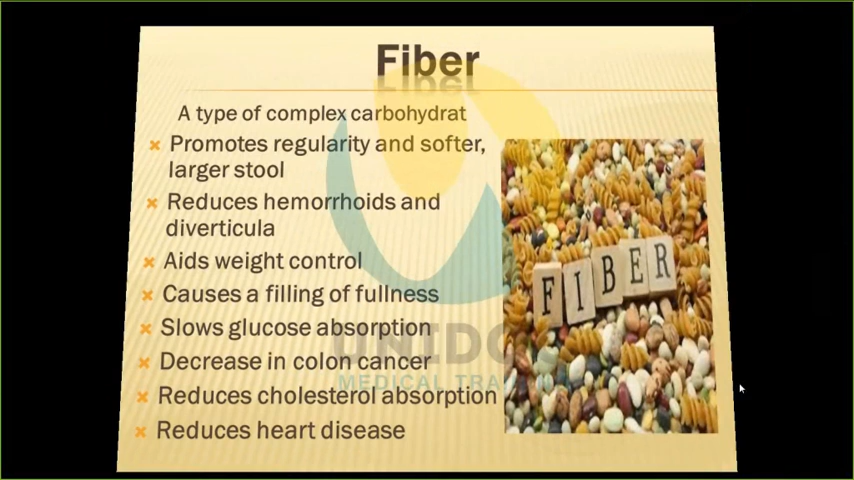 Fiber
A type of complex carbohydrat
Promotes regularity and softer,
larger stool
Reduces hemorrhoids and
diverticula
Aids weight control
Causes a filling of fullness
Slows glucose absorption
Decrease in colon cancer
Reduces cholesterol absorption
Reduces heart disease
FIBER
MEDICAL